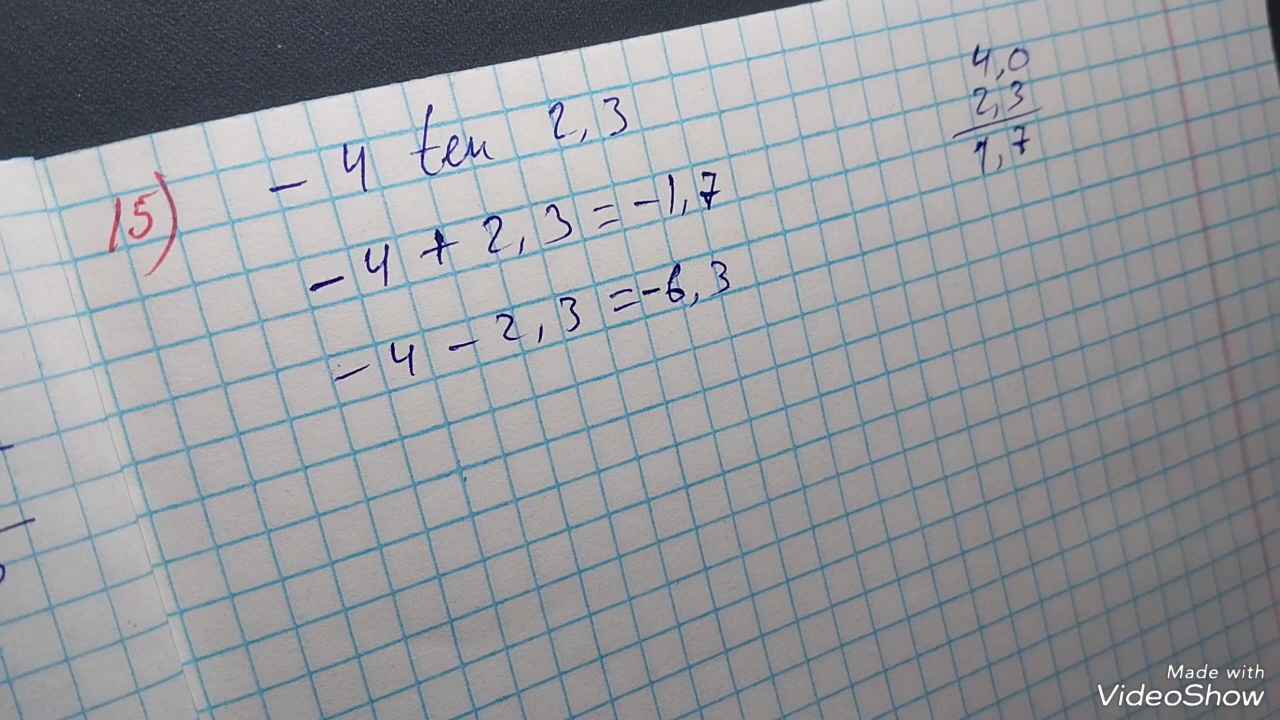 15) - 4 ten 2,3
- 4 + 2,3 = -1,7
- 4 - 2,3 = -6,3
4,0
2,3
1,7
Made with
VideoShow